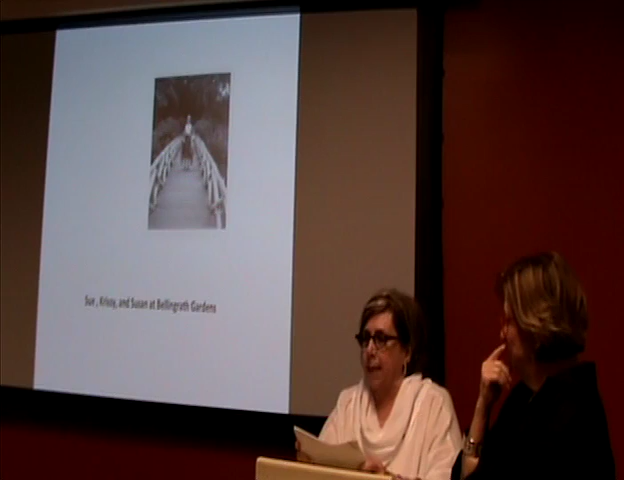 Sue , Krissy, and Susan at Bellingrath Gardens